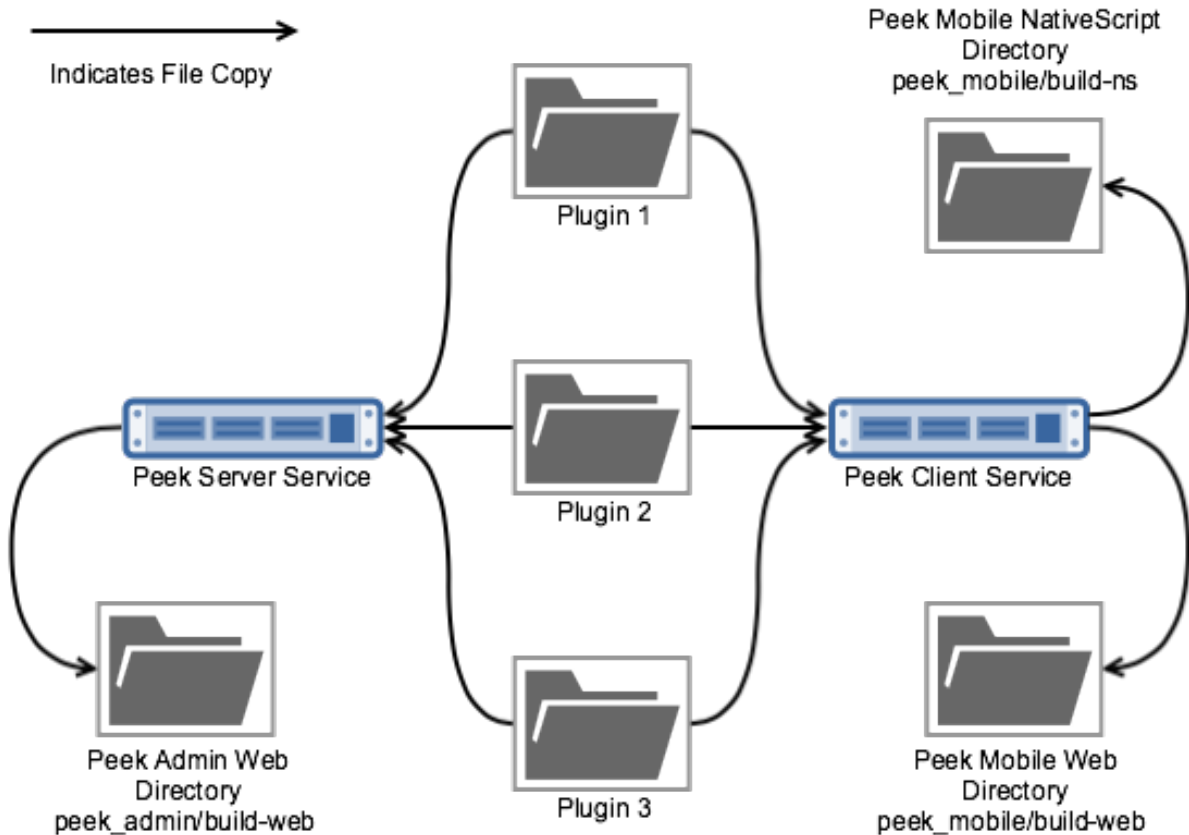 Indicates File Copy
Peek Mobile NativeScript
Directory
peek_mobile/build-ns
Plugin 1
Peek Server Service
Plugin 2
Peek Client Service
Peek Admin Web
Directory
peek_admin/build-web
Plugin 3
Peek Mobile Web
Directory
peek_mobile/build-web